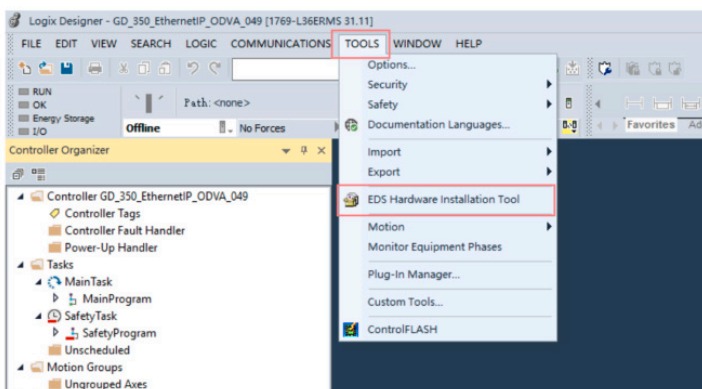 Logix Designer - GD_350_EthernetIP_ODVA_049 [1769-L36ERMS 31.11]
FILE EDIT VIEW SEARCH LOGIC COMMUNICATIONS TOOLS WINDOW HELP
RUN
OK
Energy Storage
I/O
Path: <none>
Offline
No Forces
Favorites
Ad
Controller Organizer
Controller GD_350_EthernetIP_ODVA_049
Controller Tags
Controller Fault Handler
Power-Up Handler
Tasks
MainTask
MainProgram
SafetyTask
SafetyProgram
Unscheduled
Motion Groups
Ungrouped Axes
Options...
Security
Safety
Documentation Languages...
Import
Export
EDS Hardware Installation Tool
Motion
Monitor Equipment Phases
Plug-In Manager...
Custom Tools...
ControlFLASH